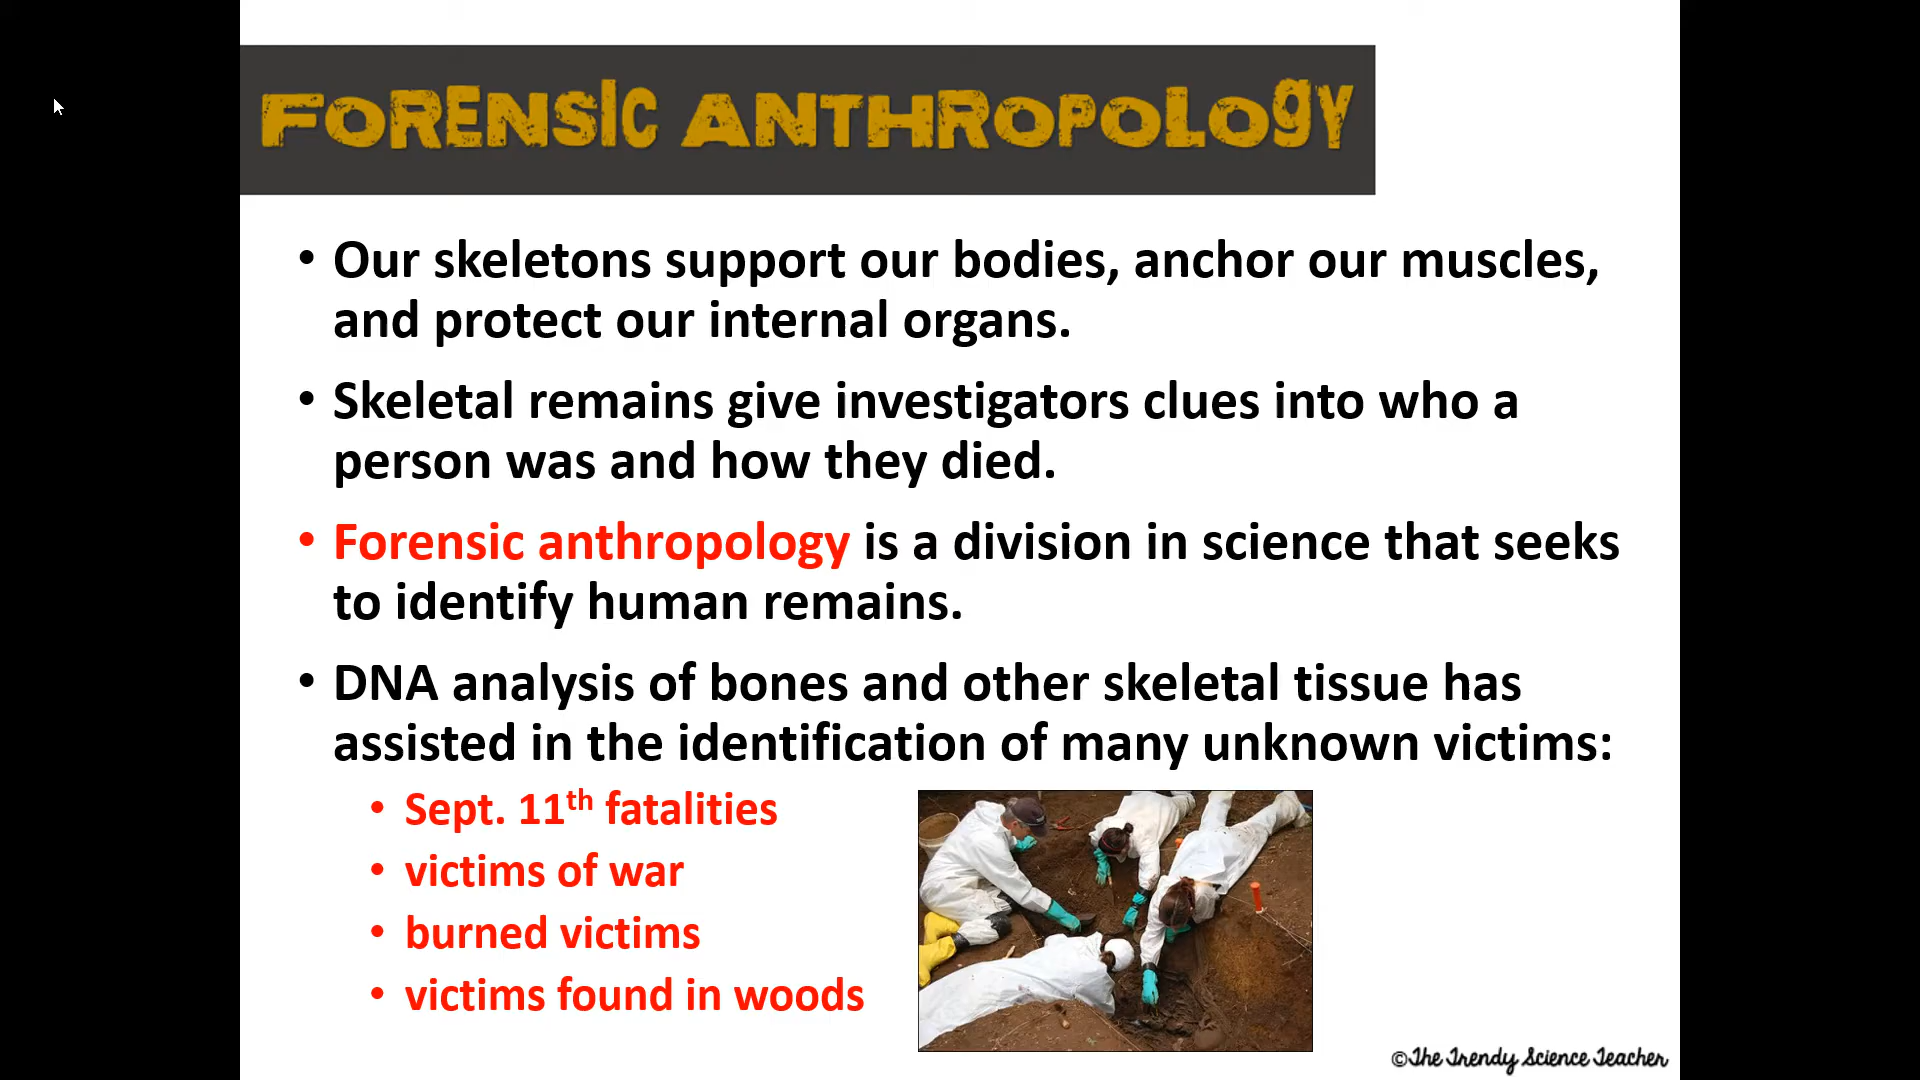 FORENSIC ANTHROPOLOGY
• Our skeletons support our bodies, anchor our muscles,
and protect our internal organs.
• Skeletal remains give investigators clues into who a
person was and how they died.
• Forensic anthropology is a division in science that seeks
to identify human remains.
• DNA analysis of bones and other skeletal tissue has
assisted in the identification of many unknown victims:
• Sept. 11th fatalities
• victims of war
• burned victims
• victims found in woods
©The Trendy Science Teacher